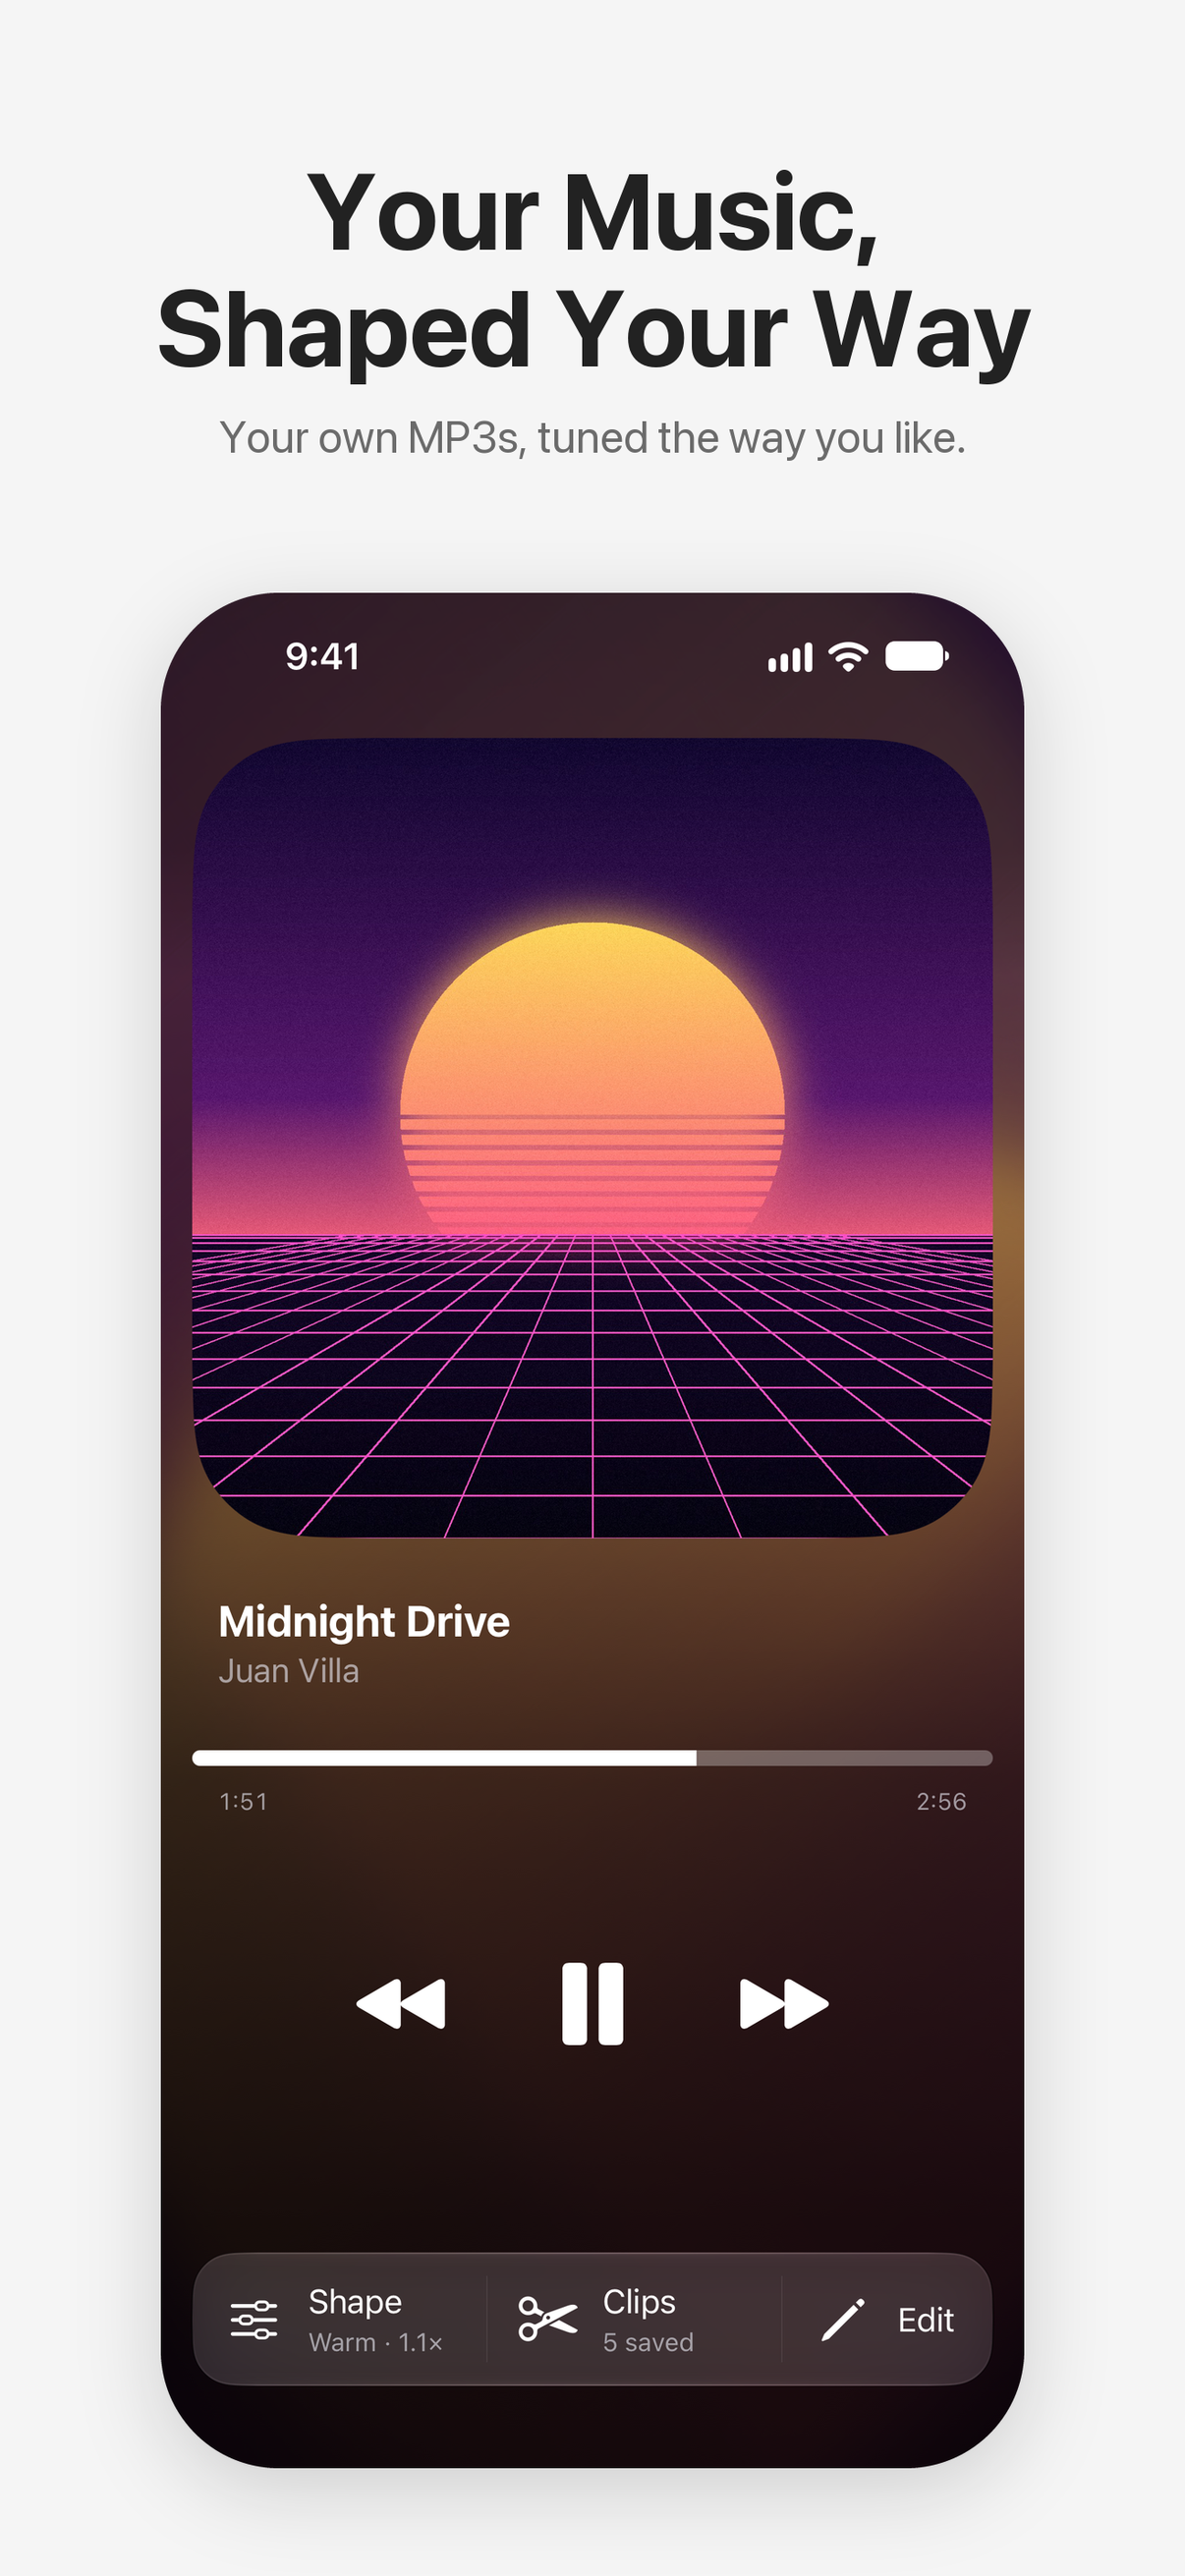 Your Music,
Shaped Your Way
Your own MP3s, tuned the way you like.
9:41
Midnight Drive
Juan Villa
1:51
2:56
Shape
Warm · 1.1×
Clips
5 saved
Edit